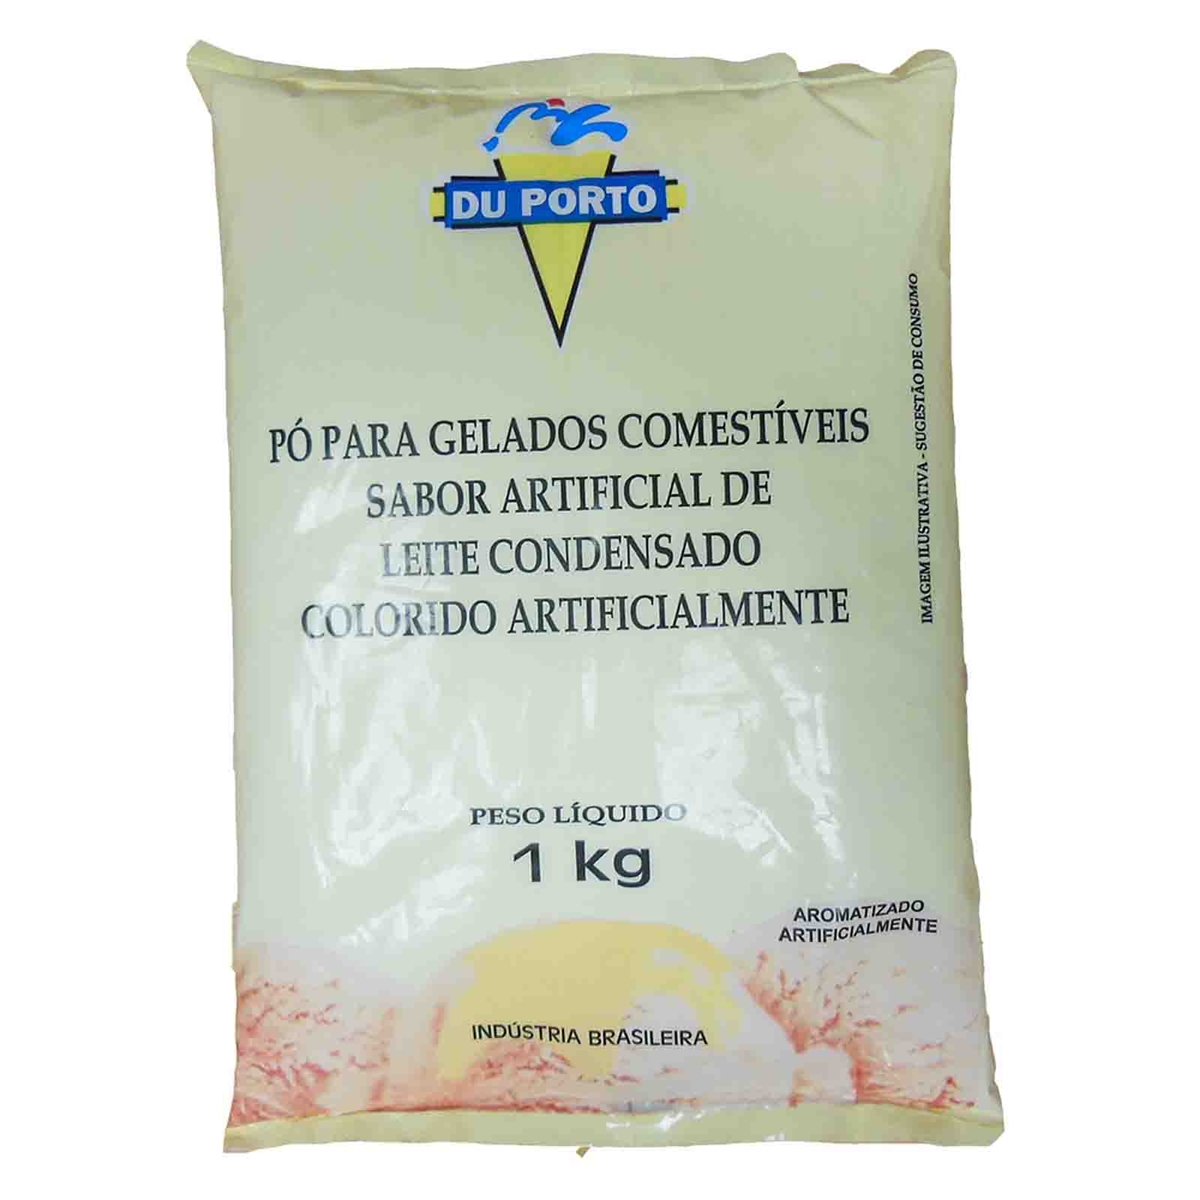 DU PORTO
PÓ PARA GELADOS COMESTÍVEIS
SABOR ARTIFICIAL DE
LEITE CONDENSADO
COLORIDO ARTIFICIALMENTE
IMAGEM ILUSTRATIVA - SUGESTÃO DE CONSUMO
PESO LÍQUIDO
1 kg
AROMATIZADO
ARTIFICIALMENTE
INDÚSTRIA BRASILEIRA